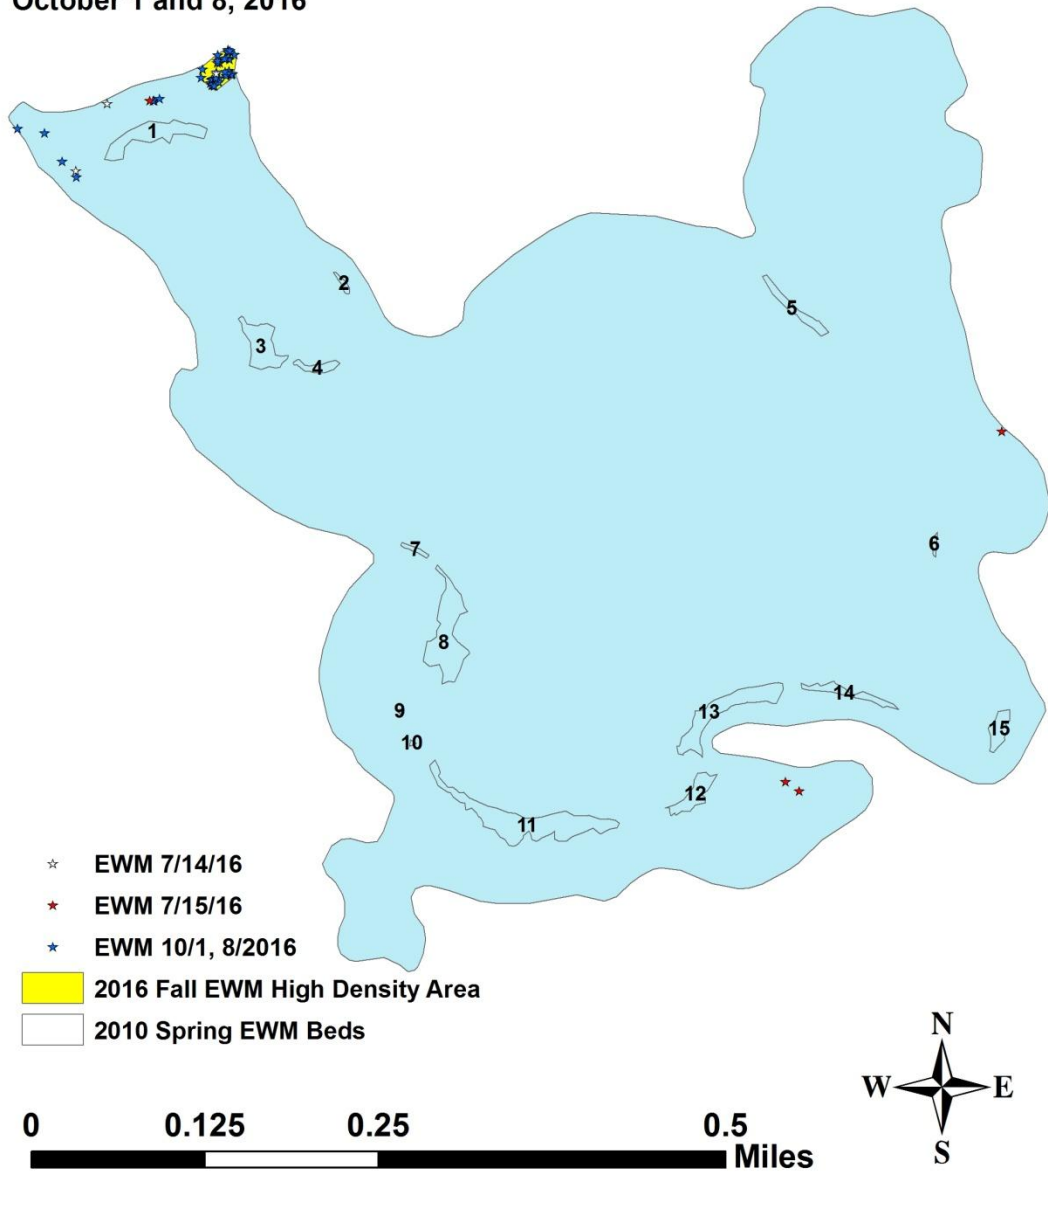 October 1 and 8, 2016
1
2
3
4
5
6
7
8
9
10
11
12
13
14
15
EWM 7/14/16
EWM 7/15/16
EWM 10/1, 8/2016
2016 Fall EWM High Density Area
2010 Spring EWM Beds
N
W E
S
0 0.125 0.25 0.5
Miles